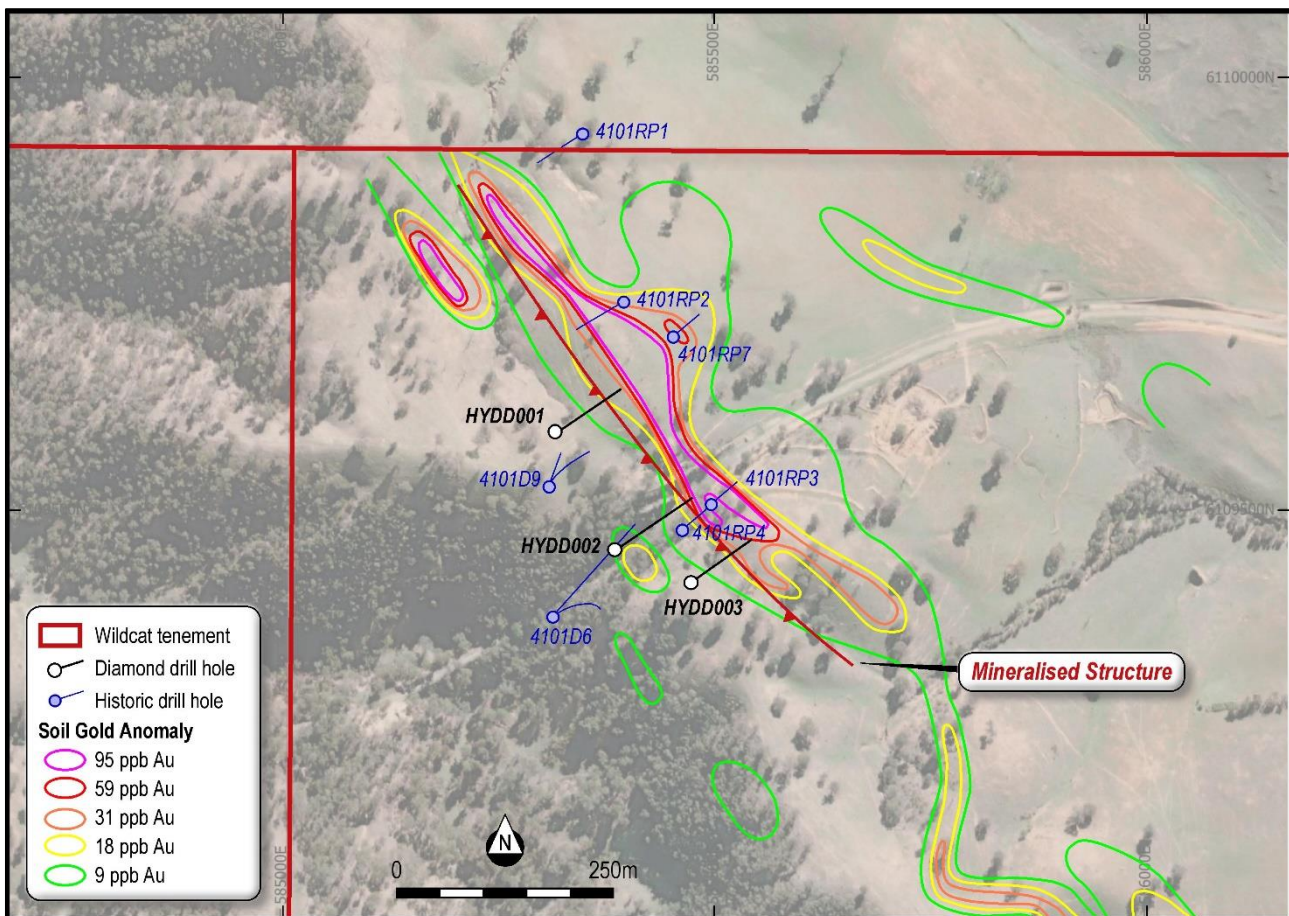 585500E
586000E
6110000N
4101RP1
4101RP2
4101RP7
HYDD001
4101D9
4101RP3
6109500N
4101RP4
HYDD002
HYDD003
4101D6
Mineralised Structure
Wildcat tenement
Diamond drill hole
Historic drill hole
Soil Gold Anomaly
95 ppb Au
59 ppb Au
31 ppb Au
18 ppb Au
9 ppb Au
N
0 250m
585000E